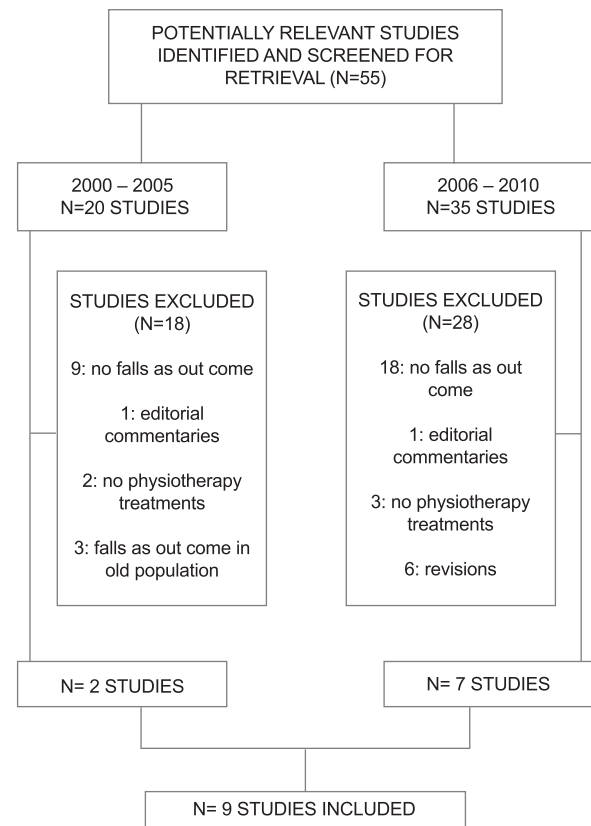 POTENTIALLY RELEVANT STUDIES
IDENTIFIED AND SCREENED FOR
RETRIEVAL (N=55)
2000 – 2005
N=20 STUDIES
2006 – 2010
N=35 STUDIES
STUDIES EXCLUDED
(N=18)
9: no falls as out come
1: editorial
commentaries
2: no physiotherapy
treatments
3: falls as out come in
old population
STUDIES EXCLUDED
(N=28)
18: no falls as out
come
1: editorial
commentaries
3: no physiotherapy
treatments
6: revisions
N= 2 STUDIES
N= 7 STUDIES
N= 9 STUDIES INCLUDED